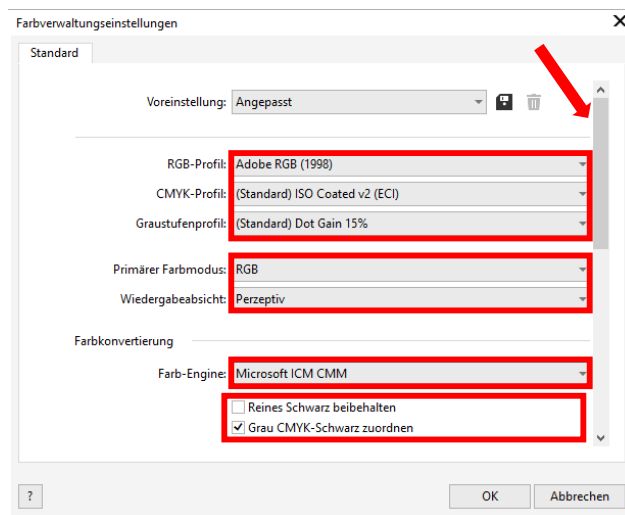 Farbverwaltungseinstellungen
Standard
Voreinstellung: Angepasst
RGB-Profil: Adobe RGB (1998)
CMYK-Profil: (Standard) ISO Coated v2 (ECI)
Graustufenprofil: (Standard) Dot Gain 15%
Primärer Farbmodus: RGB
Wiedergabeabsicht: Perzeptiv
Farbkonvertierung
Farb-Engine: Microsoft ICM CMM
Reines Schwarz beibehalten
Grau CMYK-Schwarz zuordnen
? OK Abbrechen